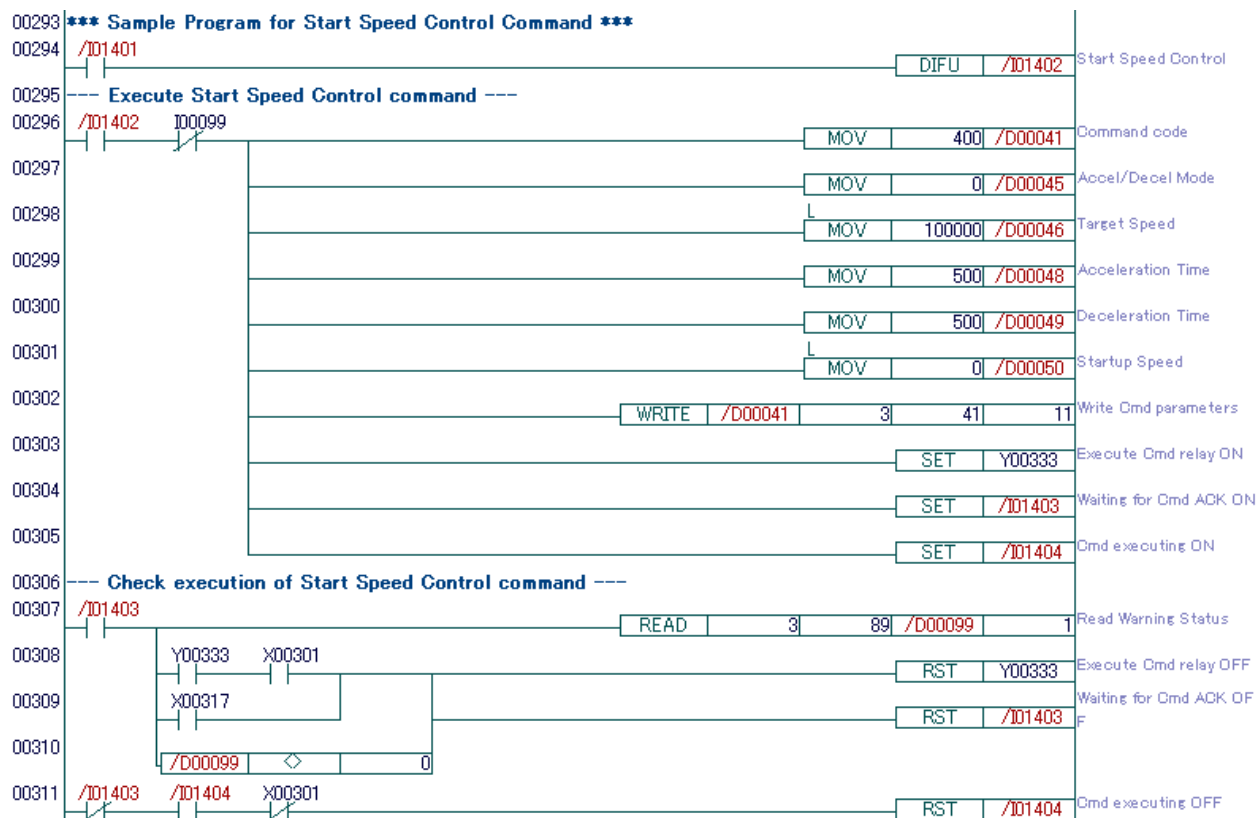 00293 *** Sample Program for Start Speed Control Command ***
00294 /I01401 DIFU /I01402 Start Speed Control
00295 --- Execute Start Speed Control command ---
00296 /I01402 I00099 MOV 400 /D00041 Command code
00297 MOV 0 /D00045 Accel/Decel Mode
00298 L MOV 100000 /D00046 Target Speed
00299 MOV 500 /D00048 Acceleration Time
00300 MOV 500 /D00049 Deceleration Time
00301 L MOV 0 /D00050 Startup Speed
00302 WRITE /D00041 3 41 11 Write Cmd parameters
00303 SET Y00333 Execute Cmd relay ON
00304 SET /I01403 Waiting for Cmd ACK ON
00305 SET /I01404 Cmd executing ON
00306 --- Check execution of Start Speed Control command ---
00307 /I01403 READ 3 89 /D00099 1 Read Warning Status
00308 Y00333 X00301 RST Y00333 Execute Cmd relay OFF
00309 X00317 RST /I01403 Waiting for Cmd ACK OF
F
00310 /D00099 <> 0
00311 /I01403 /I01404 X00301 RST /I01404 Cmd executing OFF